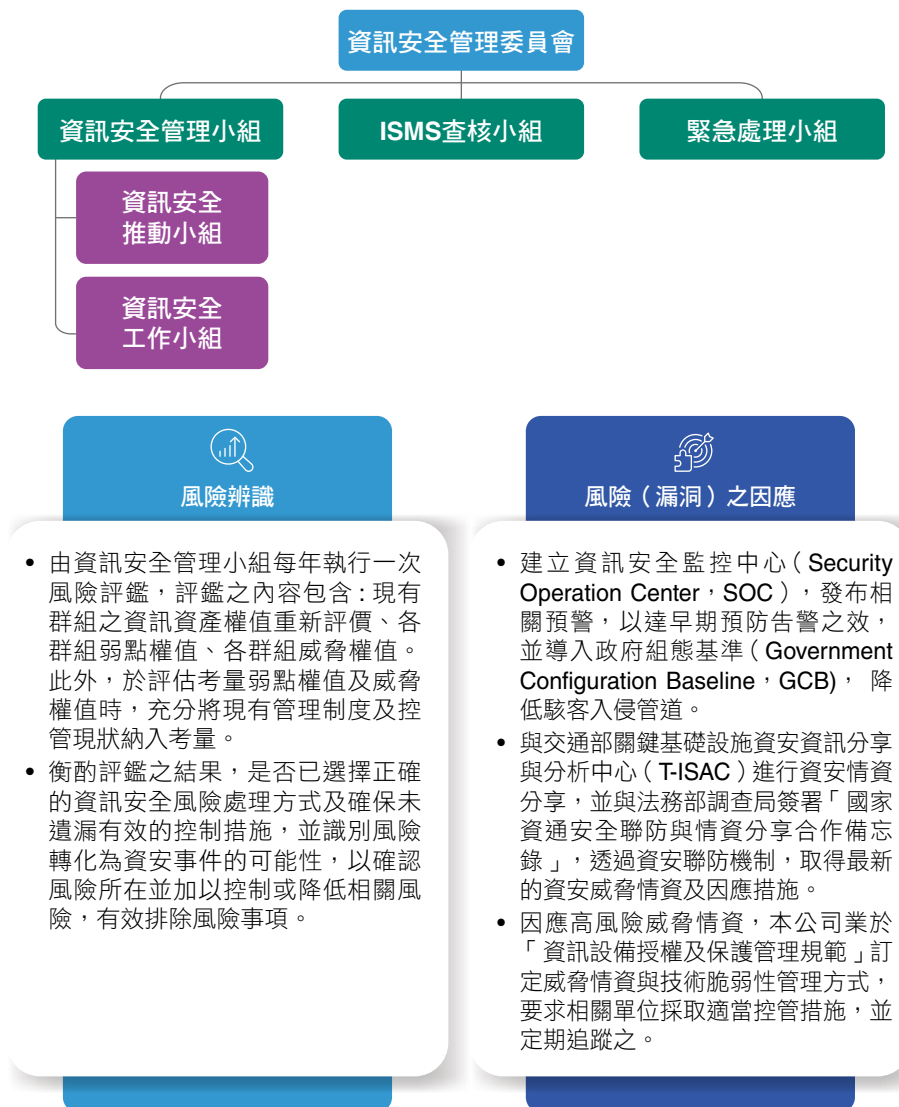 資訊安全管理委員會
資訊安全管理小組
ISMS查核小組
緊急處理小組
資訊安全
推動小組
資訊安全
工作小組
風險辨識
• 由資訊安全管理小組每年執行一次
風險評鑑，評鑑之內容包含：現有
群組之資訊資產權值重新評價、各
群組弱點權值、各群組威脅權值。
此外，於評估考量弱點權值及威脅
權值時，充分將現有管理制度及控
管現狀納入考量。
• 衡酌評鑑之結果，是否已選擇正確
的資訊安全風險處理方式及確保未
遺漏有效的控制措施，並識別風險
轉化為資安事件的可能性，以確認
風險所在並加以控制或降低相關風
險，有效排除風險事項。
風險（漏洞）之因應
• 建立資訊安全監控中心（Security
Operation Center，SOC），發布相
關預警，以達早期預防告警之效，
並導入政府組態基準（Government
Configuration Baseline，GCB)， 降
低駭客入侵管道。
• 與交通部關鍵基礎設施資安資訊分享
與分析中心（T-ISAC）進行資安情資
分享，並與法務部調查局簽署「國家
資通安全聯防與情資分享合作備忘
錄」，透過資安聯防機制，取得最新
的資安威脅情資及因應措施。
• 因應高風險威脅情資，本公司業於
「資訊設備授權及保護管理規範」訂
定威脅情資與技術脆弱性管理方式，
要求相關單位採取適當控管措施，並
定期追蹤之。